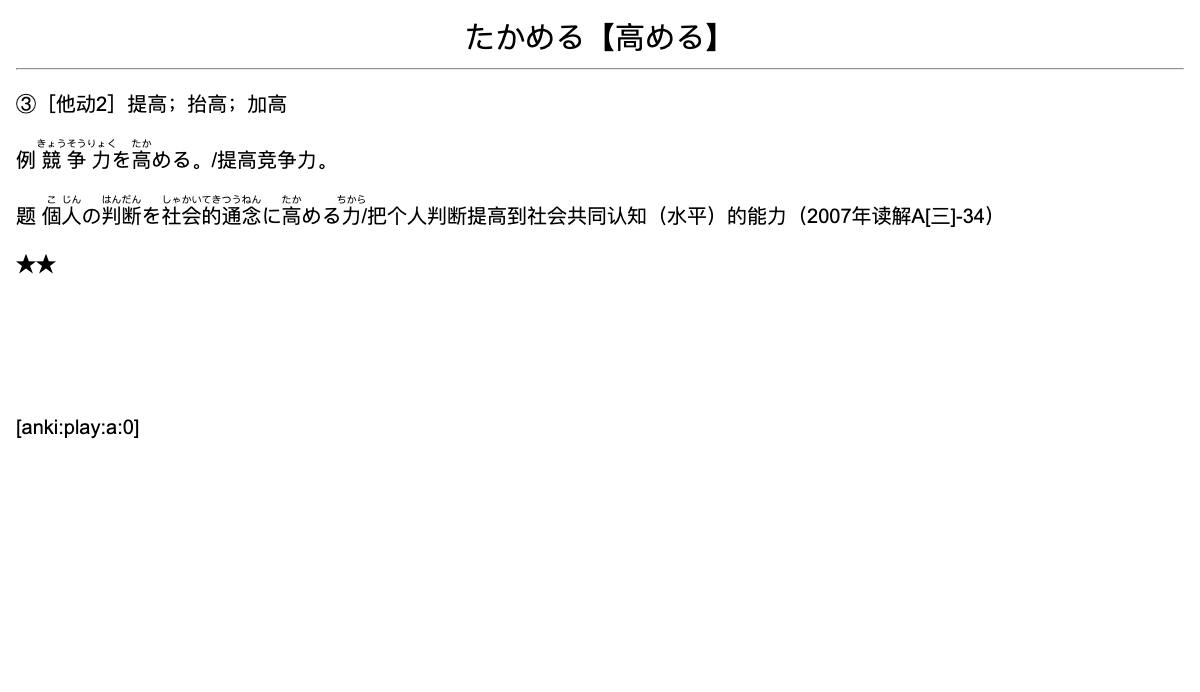 たかめる【高める】
③［他动2］提高；抬高；加高
例 競争力を高める。/提高竞争力。
题 個人の判断を社会的通念に高める力/把个人判断提高到社会共同认知（水平）的能力（2007年读解A[三]-34）
★★
[anki:play:a:0]